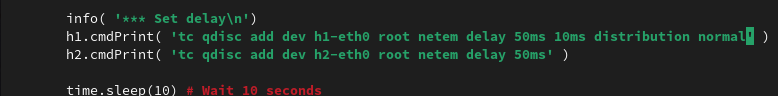 info( '*** Set delay\n')
h1.cmdPrint( 'tc qdisc add dev h1-eth0 root netem delay 50ms 10ms distribution normal' )
h2.cmdPrint( 'tc qdisc add dev h2-eth0 root netem delay 50ms' )
time.sleep(10) # Wait 10 seconds